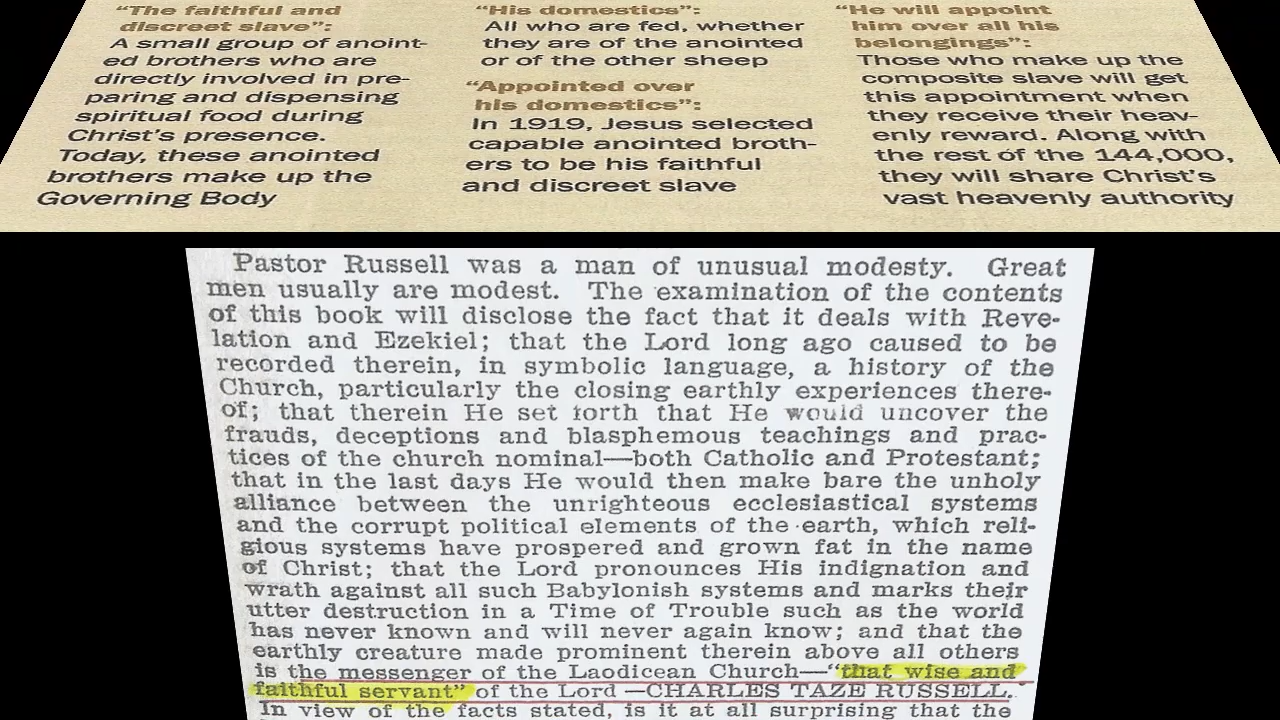 “The faithful and
discreet slave”:
A small group of anoint-
ed brothers who are
directly involved in pre-
paring and dispensing
spiritual food during
Christ’s presence.
Today, these anointed
brothers make up the
Governing Body
“His domestics”:
All who are fed, whether
they are of the anointed
or of the other sheep
“Appointed over
his domestics”:
In 1919, Jesus selected
capable anointed broth-
ers to be his faithful
and discreet slave
“He will appoint
him over all his
belongings”:
Those who make up the
composite slave will get
this appointment when
they receive their heav-
enly reward. Along with
the rest of the 144,000,
they will share Christ’s
vast heavenly authority
Pastor Russell was a man of unusual modesty. Great
men usually are modest. The examination of the contents
of this book will disclose the fact that it deals with Reve-
lation and Ezekiel; that the Lord long ago caused to be
recorded therein, in symbolic language, a history of the
Church, particularly the closing earthly experiences there-
of; that therein He set forth that He would uncover the
frauds, deceptions and blasphemous teachings and prac-
tices of the church nominal—both Catholic and Protestant;
that in the last days He would then make bare the unholy
alliance between the unrighteous ecclesiastical systems
and the corrupt political elements of the earth, which reli-
gious systems have prospered and grown fat in the name
of Christ; that the Lord pronounces His indignation and
wrath against all such Babylonish systems and marks their
utter destruction in a Time of Trouble such as the world
has never known and will never again know; and that the
earthly creature made prominent therein above all others
is the messenger of the Laodicean Church—“that wise and
faithful servant” of the Lord—CHARLES TAZE RUSSELL.
In view of the facts stated, is it at all surprising that the